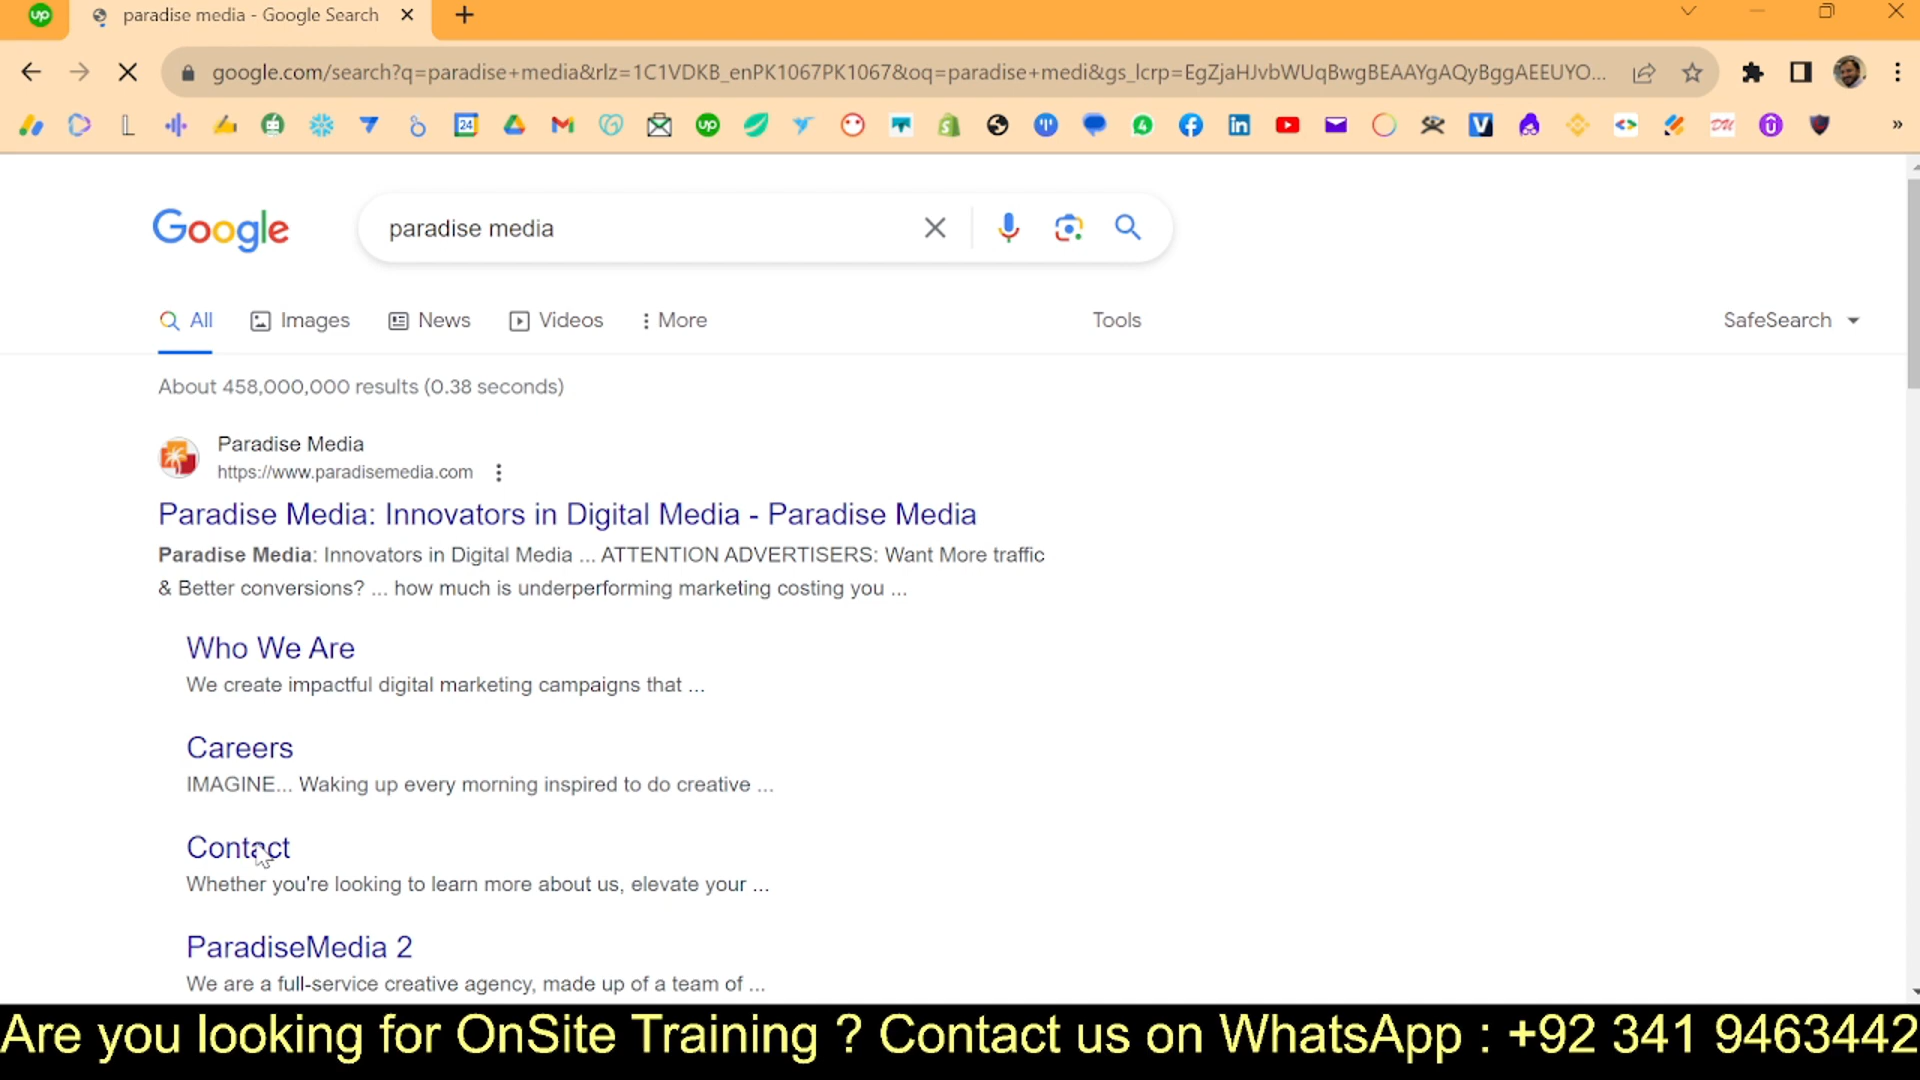 up
paradise media - Google Search
google.com/search?q=paradise+media&rlz=1C1VDKB_enPK1067PK1067&oq=paradise+medi&gs_lcrp=EgZjaHJvbWUqBwgBEAAYgAQyBggAEEUYO...
24 up 4 V DU
Google
paradise media
All Images News Videos More Tools SafeSearch
About 458,000,000 results (0.38 seconds)
Paradise Media
https://www.paradisemedia.com
Paradise Media: Innovators in Digital Media - Paradise Media
Paradise Media: Innovators in Digital Media ... ATTENTION ADVERTISERS: Want More traffic
& Better conversions? ... how much is underperforming marketing costing you ...
Who We Are
We create impactful digital marketing campaigns that ...
Careers
IMAGINE... Waking up every morning inspired to do creative ...
Contact
Whether you're looking to learn more about us, elevate your ...
ParadiseMedia 2
We are a full-service creative agency, made up of a team of ...
Are you looking for OnSite Training ? Contact us on WhatsApp : +92 341 9463442